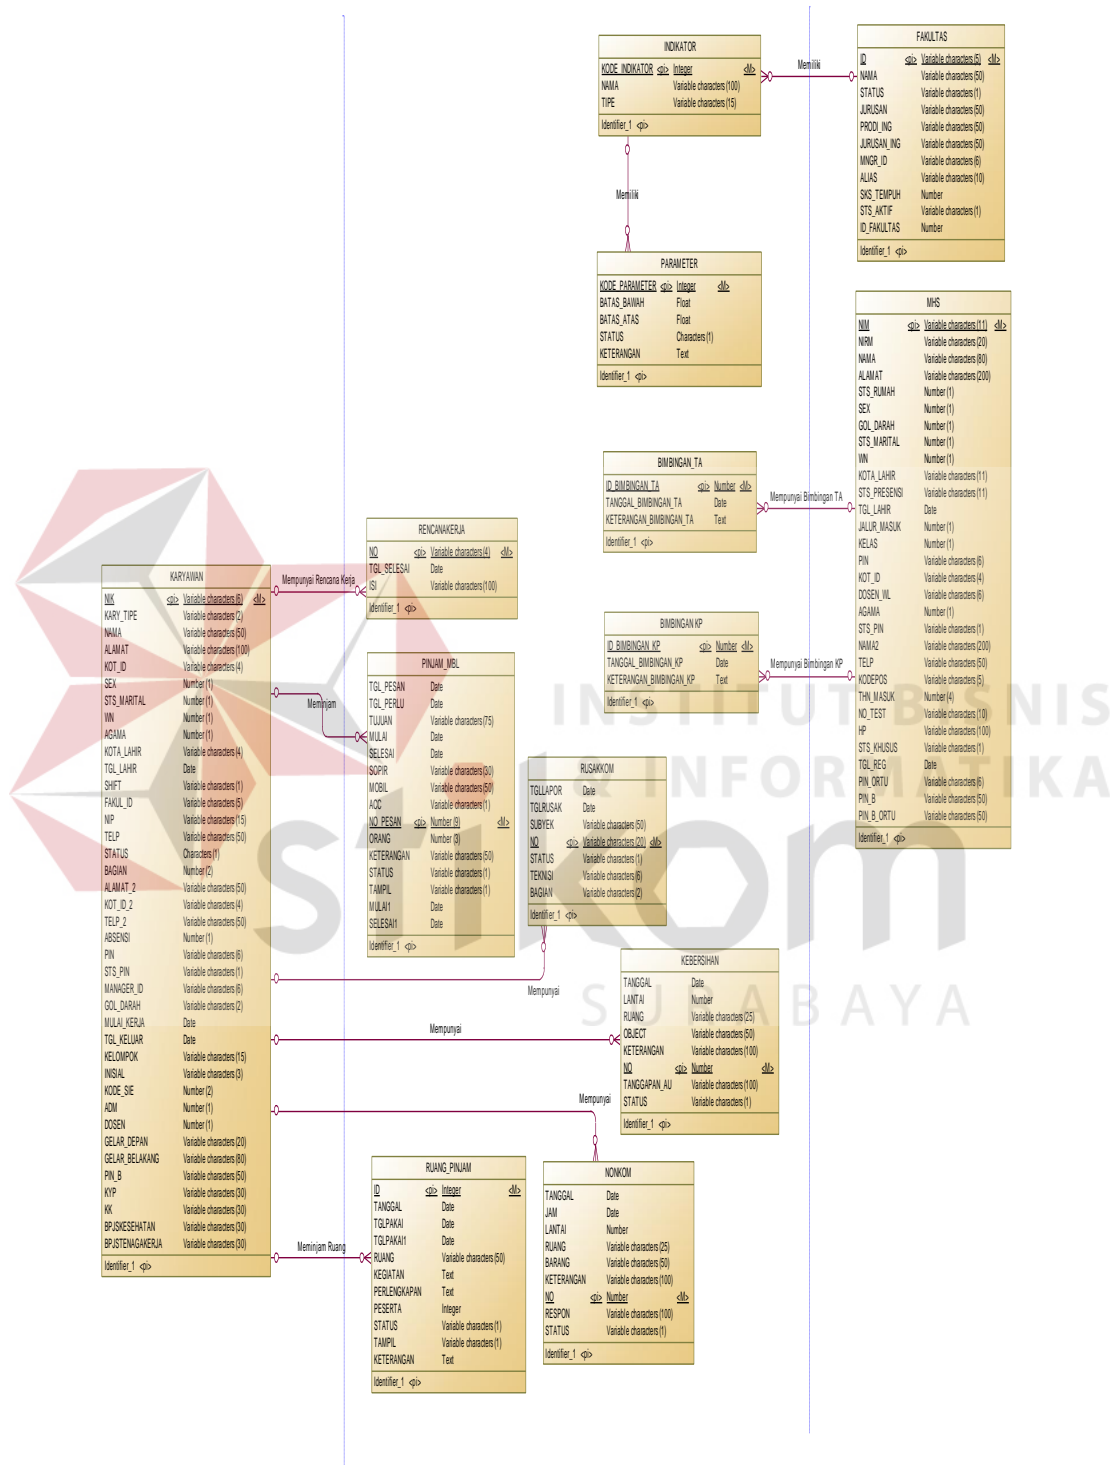 INDIKATOR
KODE_INDIKATOR <pi> Integer <M>
NAMA Variable characters (100)
TIPE Variable characters (15)
Identifier_1 <pi>
Memiliki
FAKULTAS
ID <pi> Variable characters (5) <M>
NAMA Variable characters (50)
STATUS Variable characters (1)
JURUSAN Variable characters (50)
PRODI_ING Variable characters (50)
JURUSAN_ING Variable characters (50)
MNGR_ID Variable characters (6)
ALIAS Variable characters (10)
SKS_TEMPUH Number
STS_AKTIF Variable characters (1)
ID_FAKULTAS Number
Identifier_1 <pi>
Memiliki
PARAMETER
KODE_PARAMETER <pi> Integer <M>
BATAS_BAWAH Float
BATAS_ATAS Float
STATUS Characters (1)
KETERANGAN Text
Identifier_1 <pi>
MHS
NIM <pi> Variable characters (11) <M>
NIRM Variable characters (20)
NAMA Variable characters (80)
ALAMAT Variable characters (200)
STS_RUMAH Number (1)
SEX Number (1)
GOL_DARAH Number (1)
STS_MARITAL Number (1)
WN Number (1)
KOTA_LAHIR Variable characters (11)
STS_PRESENSI Variable characters (11)
TGL_LAHIR Date
JALUR_MASUK Number (1)
KELAS Number (1)
PIN Variable characters (6)
KOT_ID Variable characters (4)
DOSEN_WL Variable characters (6)
AGAMA Number (1)
STS_PIN Variable characters (1)
NAMA2 Variable characters (200)
TELP Variable characters (50)
KODEPOS Variable characters (5)
THN_MASUK Number (4)
NO_TEST Variable characters (10)
HP Variable characters (100)
STS_KHUSUS Variable characters (1)
TGL_REG Date
PIN_ORTU Variable characters (6)
PIN_B Variable characters (50)
PIN_B_ORTU Variable characters (50)
Identifier_1 <pi>
BIMBINGAN_TA
ID_BIMBINGAN_TA <pi> Number <M>
TANGGAL_BIMBINGAN_TA Date
KETERANGAN_BIMBINGAN_TA Text
Identifier_1 <pi>
Mempunyai Bimbingan TA
BIMBINGAN KP
ID_BIMBINGAN_KP <pi> Number <M>
TANGGAL_BIMBINGAN_KP Date
KETERANGAN_BIMBINGAN_KP Text
Identifier_1 <pi>
Mempunyai Bimbingan KP
RENCANAKERJA
NO <pi> Variable characters (4) <M>
TGL_SELESAI Date
ISI Variable characters (100)
Identifier_1 <pi>
Mempunyai Rencana Kerja
KARYAWAN
NIK <pi> Variable characters (6) <M>
KARY_TIPE Variable characters (2)
NAMA Variable characters (50)
ALAMAT Variable characters (100)
KOT_ID Variable characters (4)
SEX Number (1)
STS_MARITAL Number (1)
WN Number (1)
AGAMA Number (1)
KOTA_LAHIR Variable characters (4)
TGL_LAHIR Date
SHIFT Variable characters (1)
FAKUL_ID Variable characters (5)
NIP Variable characters (15)
TELP Variable characters (50)
STATUS Characters (1)
BAGIAN Number (2)
ALAMAT_2 Variable characters (50)
KOT_ID_2 Variable characters (4)
TELP_2 Variable characters (50)
ABSENSI Number (1)
PIN Variable characters (6)
STS_PIN Variable characters (1)
MANAGER_ID Variable characters (6)
GOL_DARAH Variable characters (2)
MULAI_KERJA Date
TGL_KELUAR Date
KELOMPOK Variable characters (15)
INISIAL Variable characters (3)
KODE_SIE Number (2)
ADM Number (1)
DOSEN Number (1)
GELAR_DEPAN Variable characters (20)
GELAR_BELAKANG Variable characters (80)
PIN_B Variable characters (50)
KYP Variable characters (30)
KK Variable characters (30)
BPJSKESEHATAN Variable characters (30)
BPJSTENAGAKERJA Variable characters (30)
Identifier_1 <pi>
Meminjam
PINJAM_MBL
TGL_PESAN Date
TGL_PERLU Date
TUJUAN Variable characters (75)
MULAI Date
SELESAI Date
SOPIR Variable characters (30)
MOBIL Variable characters (50)
ACC Variable characters (1)
NO_PESAN <pi> Number (9) <M>
ORANG Number (3)
KETERANGAN Variable characters (50)
STATUS Variable characters (1)
TAMPIL Variable characters (1)
MULAI1 Date
SELESAI1 Date
Identifier_1 <pi>
RUSAKKOM
TGLLAPOR Date
TGLRUSAK Date
SUBYEK Variable characters (50)
NO <pi> Variable characters (20) <M>
STATUS Variable characters (1)
TEKNISI Variable characters (6)
BAGIAN Variable characters (2)
Identifier_1 <pi>
Mempunyai
KEBERSIHAN
TANGGAL Date
LANTAI Number
RUANG Variable characters (25)
OBJECT Variable characters (50)
KETERANGAN Variable characters (100)
NO <pi> Number <M>
TANGGAPAN_AU Variable characters (100)
STATUS Variable characters (1)
Identifier_1 <pi>
Mempunyai
Mempunyai
NONKOM
TANGGAL Date
JAM Date
LANTAI Number
RUANG Variable characters (25)
BARANG Variable characters (50)
KETERANGAN Variable characters (100)
NO <pi> Number <M>
RESPON Variable characters (100)
STATUS Variable characters (1)
Identifier_1 <pi>
Meminjam Ruang
RUANG_PINJAM
ID <pi> Integer <M>
TANGGAL Date
TGLPAKAI Date
TGLPAKAI1 Date
RUANG Variable characters (50)
KEGIATAN Text
PERLENGKAPAN Text
PESERTA Integer
STATUS Variable characters (1)
TAMPIL Variable characters (1)
KETERANGAN Text
Identifier_1 <pi>
INSTITUT BISNIS
& INFORMATIKA
stikom
SURABAYA